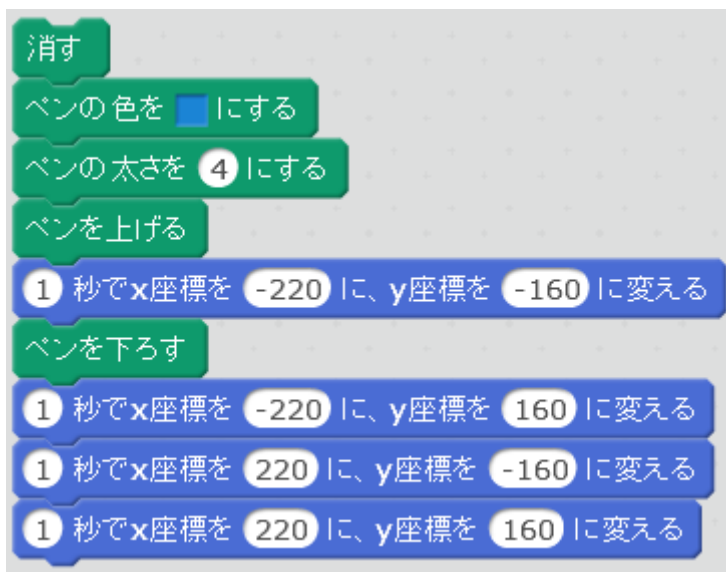 消す
ペンの色を にする
ペンの太さを 4 にする
ペンを上げる
1 秒でx座標を -220 に、y座標を -160 に変える
ペンを下ろす
1 秒でx座標を -220 に、y座標を 160 に変える
1 秒でx座標を 220 に、y座標を -160 に変える
1 秒でx座標を 220 に、y座標を 160 に変える